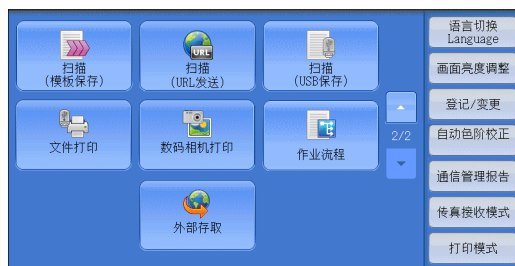 扫描
(模板保存)
URL
扫描
(URL发送)
扫描
(USB保存)
文件打印
数码相机打印
作业流程
外部存取
2/2
语言切换
Language
画面亮度调整
登记/变更
自动色阶校正
通信管理报告
传真接收模式
打印模式